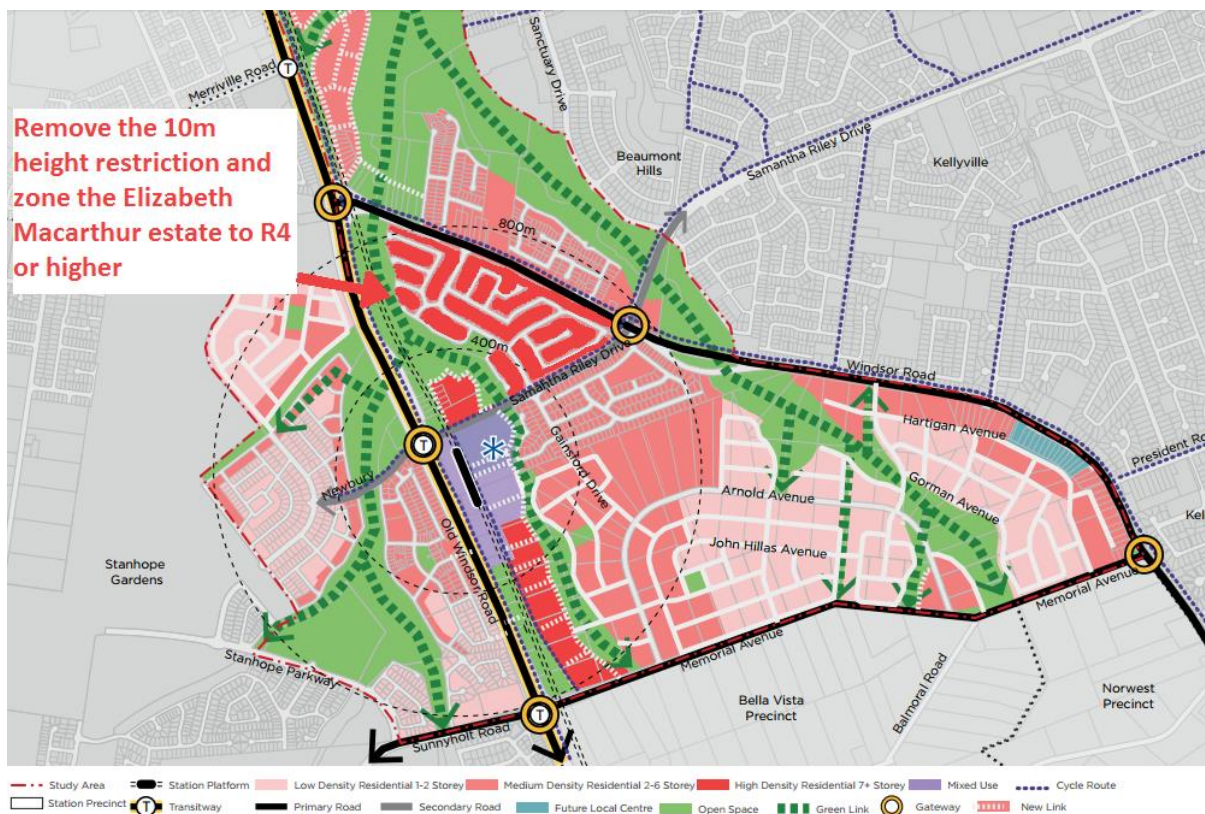 Merriville Road
T
Sanctuary Drive
Remove the 10m
height restriction and
zone the Elizabeth
Macarthur estate to R4
or higher
Beaumont
Hills
Samantha Riley Drive
Kellyville
800m
400m
Samantha Riley Drive
Windsor Road
Hartigan Avenue
President Ro
T
Newbury
Gainsford Drive
Gorman Avenue
Arnold Avenue
Kel
Old Windsor Road
John Hillas Avenue
Stanhope
Gardens
Memorial Avenue
Memorial Avenue
Stanhope Parkway
T
Sunnyholt Road
Bella Vista
Precinct
Balmoral Road
Norwest
Precinct
Study Area Station Platform Low Density Residential 1-2 Storey Medium Density Residential 2-6 Storey High Density Residential 7+ Storey Mixed Use Cycle Route
Station Precinct T Transitway Primary Road Secondary Road Future Local Centre Open Space Green Link Gateway New Link